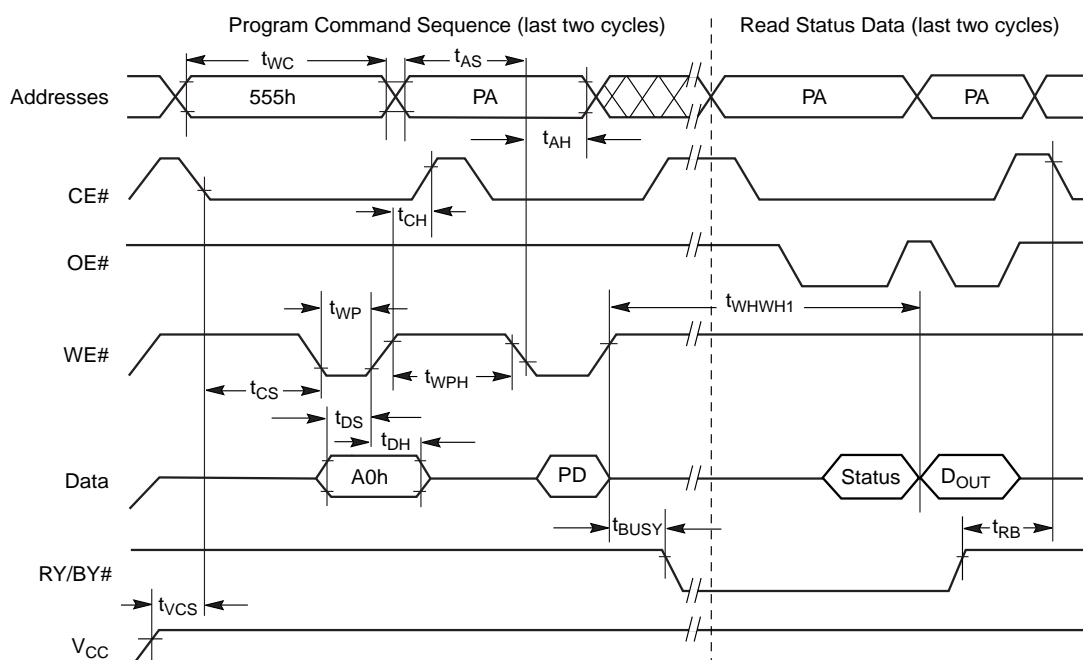 Program Command Sequence (last two cycles) Read Status Data (last two cycles)
tWC tAS
Addresses 555h PA PA PA
tAH
CE#
tCH
OE#
tWP tWHWH1
WE#
tCS tWPH
tDS
tDH
Data A0h PD Status DOUT
tBUSY tRB
RY/BY#
tVCS
VCC